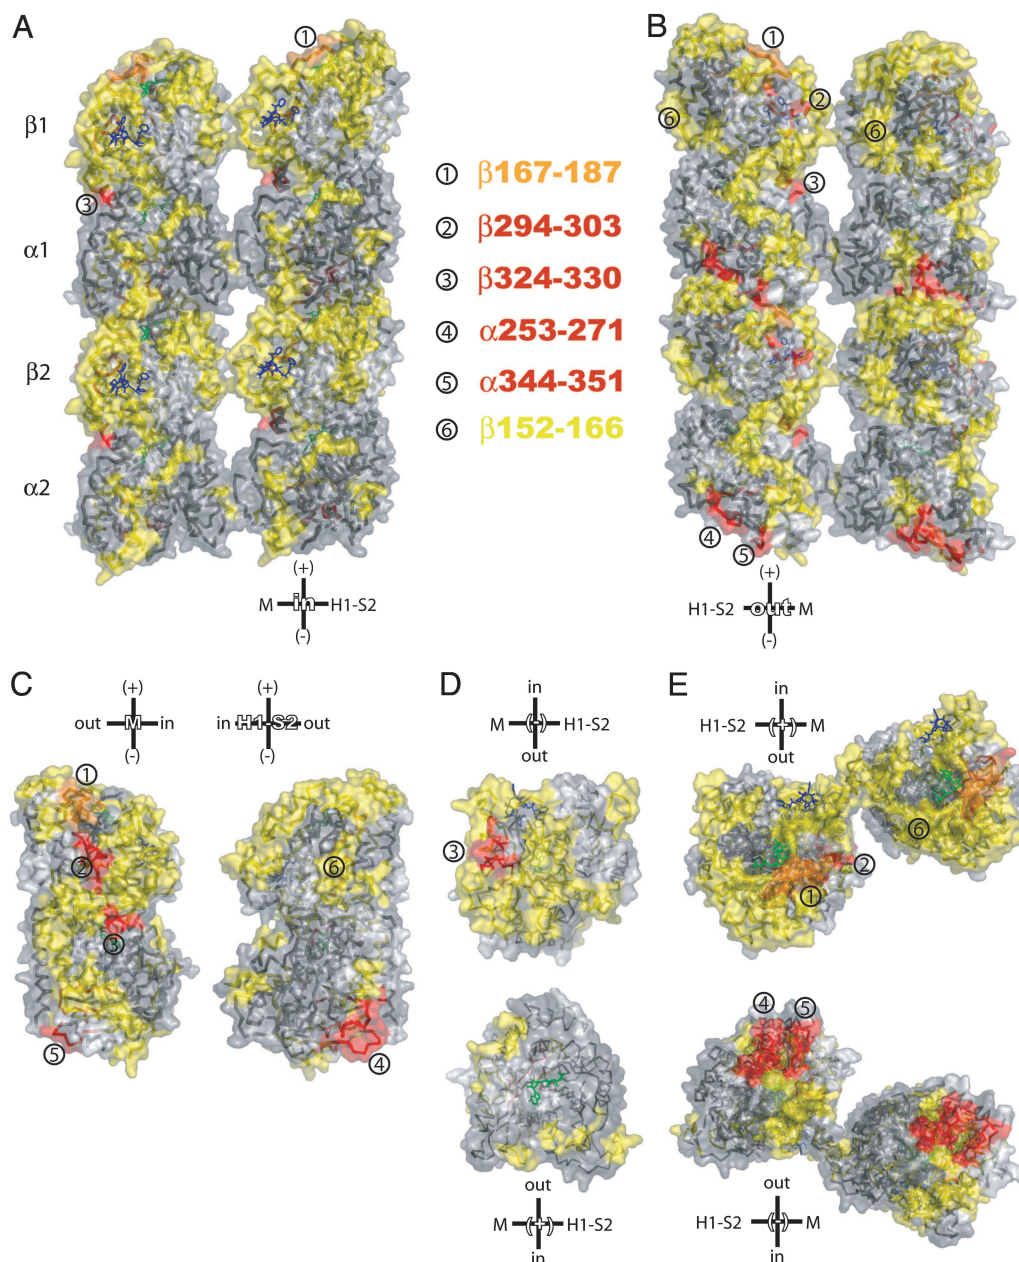 A
B
①
①
β1
②
⑥
⑥
① β167-187
③
③
② β294-303
α1
③ β324-330
④ α253-271
β2
⑤ α344-351
⑥ β152-166
α2
④
⑤
(+)
M in H1-S2
(-)
(+)
H1-S2 out M
(-)
C
D
E
(+)
out M in
(-)
(+)
in H1-S2 out
(-)
in
M (-) H1-S2
out
in
H1-S2 (+) M
out
①
②
③
⑤
⑥
④
③
⑥
②
①
④
⑤
out
M (+) H1-S2
in
out
H1-S2 (-) M
in